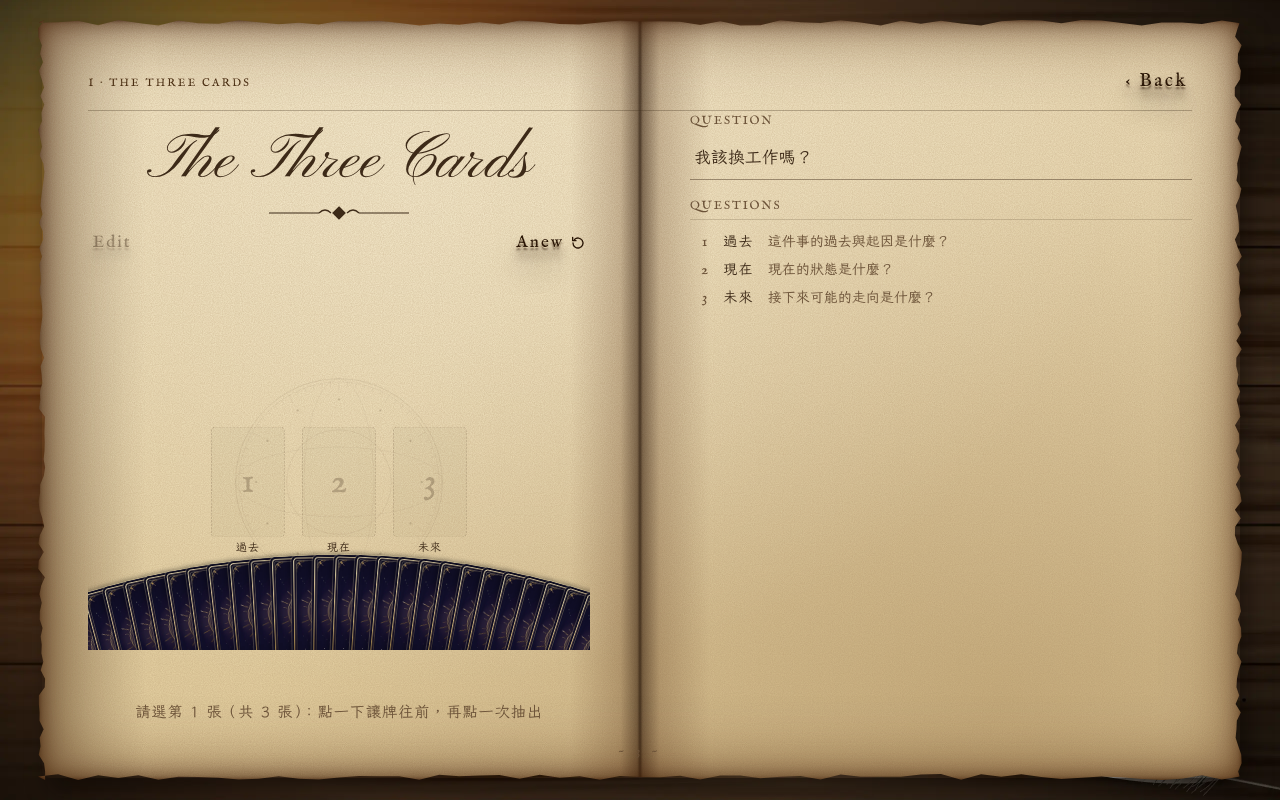 1 · THE THREE CARDS
The Three Cards
Edit
Anew
1
2
3
過去
現在
未來
請選第 1 張（共 3 張）：點一下讓牌往前，再點一次抽出
‹ Back
QUESTION
我該換工作嗎？
QUESTIONS
1 過去 這件事的過去與起因是什麼？
2 現在 現在的狀態是什麼？
3 未來 接下來可能的走向是什麼？